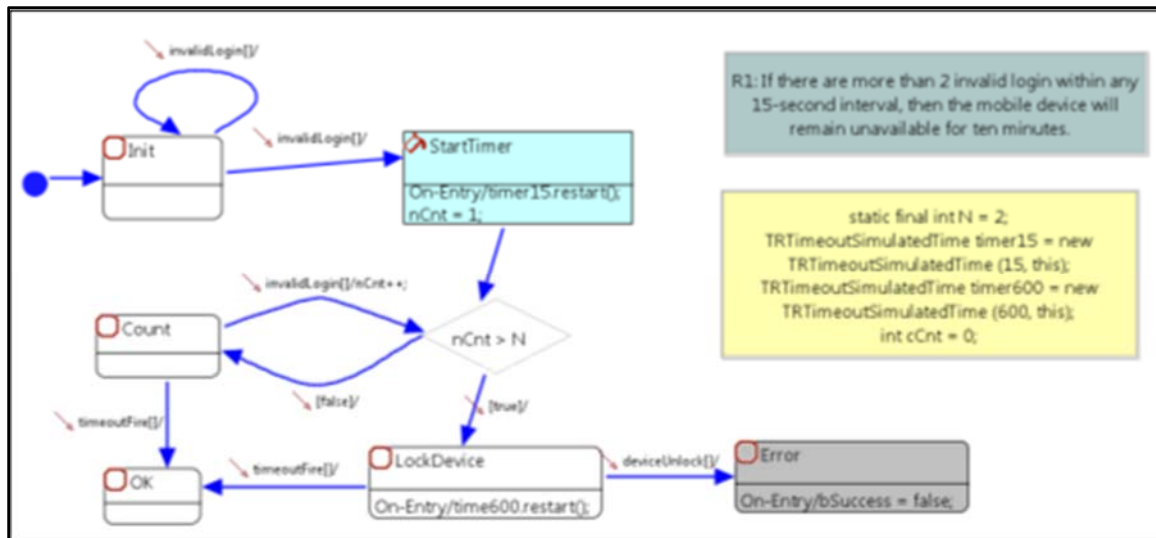 invalidLogin[]/
Init
invalidLogin[]/
StartTimer
On-Entry/timer15.restart();
nCnt = 1;
R1: If there are more than 2 invalid login within any
15-second interval, then the mobile device will
remain unavailable for ten minutes.
static final int N = 2;
TRTimeoutSimulatedTime timer15 = new
TRTimeoutSimulatedTime (15, this);
TRTimeoutSimulatedTime timer600 = new
TRTimeoutSimulatedTime (600, this);
int cCnt = 0;
invalidLogin[]/nCnt++;
Count
nCnt > N
[false]/
[true]/
timeoutFire[]/
OK
timeoutFire[]/
LockDevice
On-Entry/time600.restart();
deviceUnlock[]/
Error
On-Entry/bSuccess = false;